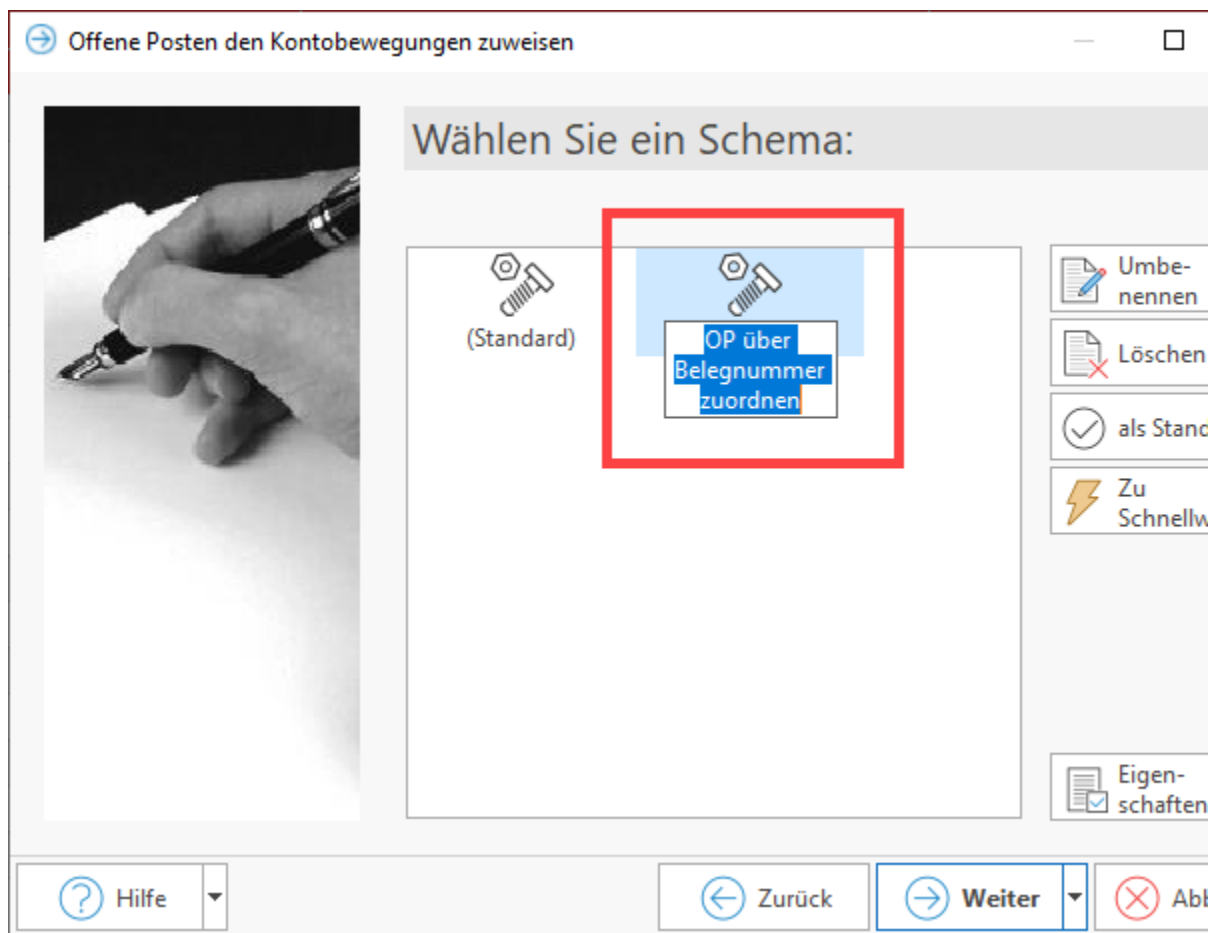 Offene Posten den Kontobewegungen zuweisen
Wählen Sie ein Schema:
(Standard)
OP über
Belegnummer
zuordnen
Umbe-
nennen
Löschen
als Stand
Zu
Schnellw
Eigen-
schaften
Hilfe
Zurück
Weiter
Abb